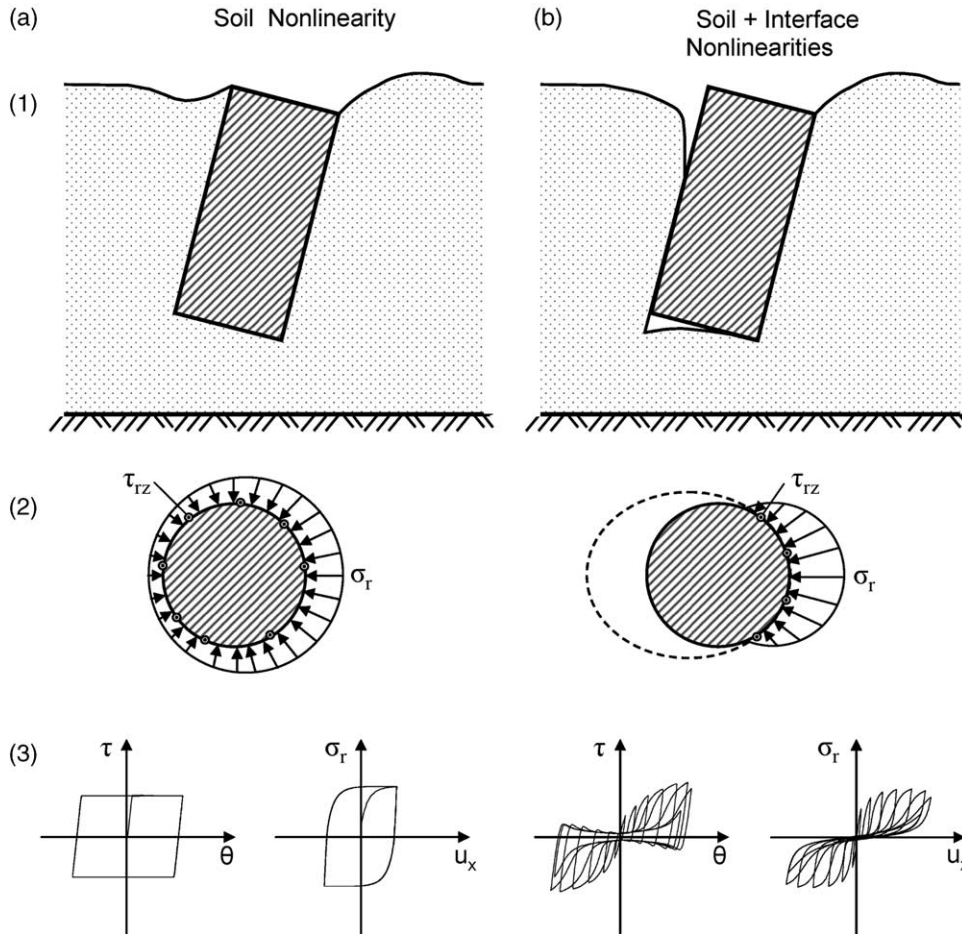 (a) Soil Nonlinearity
(b) Soil + Interface
Nonlinearities
(1)
(2)
τrz
σr
τrz
σr
(3)
τ
θ
σr
ux
τ
θ
σr
u